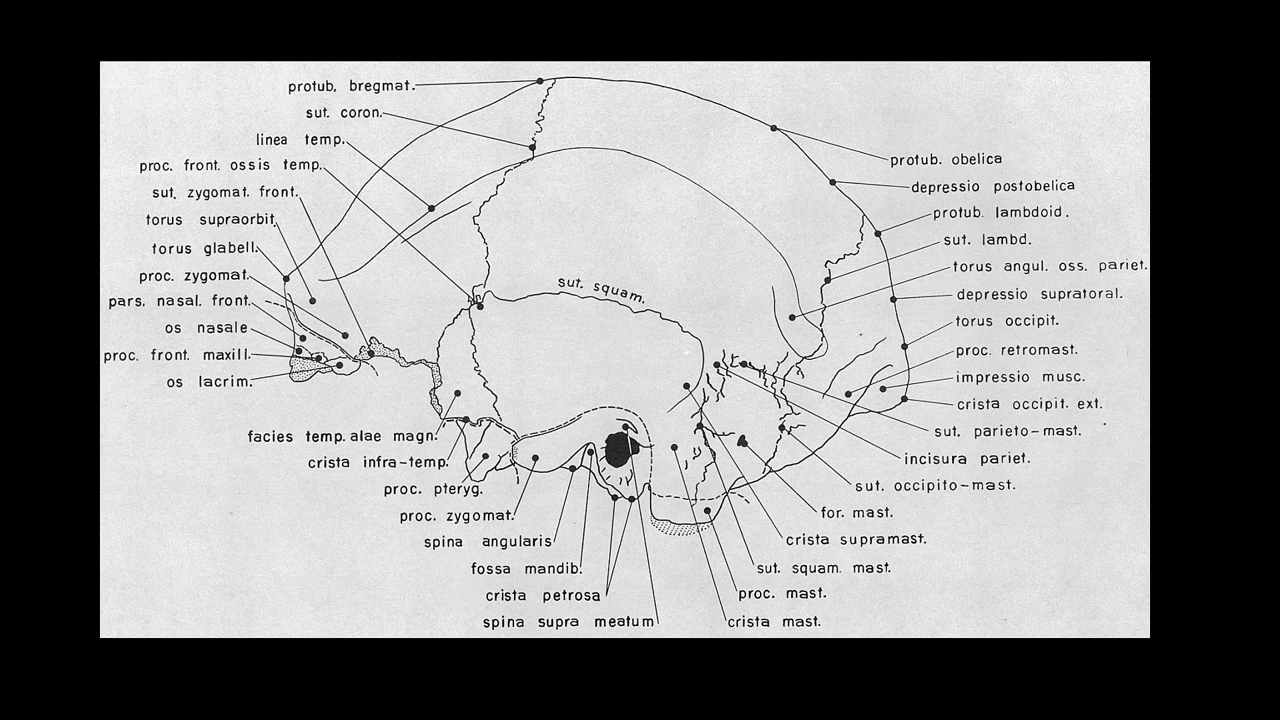 protub. bregmat.
sut. coron.
linea temp.
proc. front. ossis temp.
sut. zygomat. front.
torus supraorbit.
torus glabell.
proc. zygomat.
pars. nasal. front.
os nasale
proc. front. maxill.
os lacrim.
facies temp. alae magn.
crista infra-temp.
proc. pteryg.
proc. zygomat.
spina angularis
fossa mandib.
crista petrosa
spina supra meatum
sut. squam.
protub. obelica
depressio postobelica
protub. lambdoid.
sut. lambd.
torus angul. oss. pariet.
depressio supratoral.
torus occipit.
proc. retromast.
impressio musc.
crista occipit. ext.
sut. parieto-mast.
incisura pariet.
sut. occipito-mast.
for. mast.
crista supramast.
sut. squam. mast.
proc. mast.
crista mast.